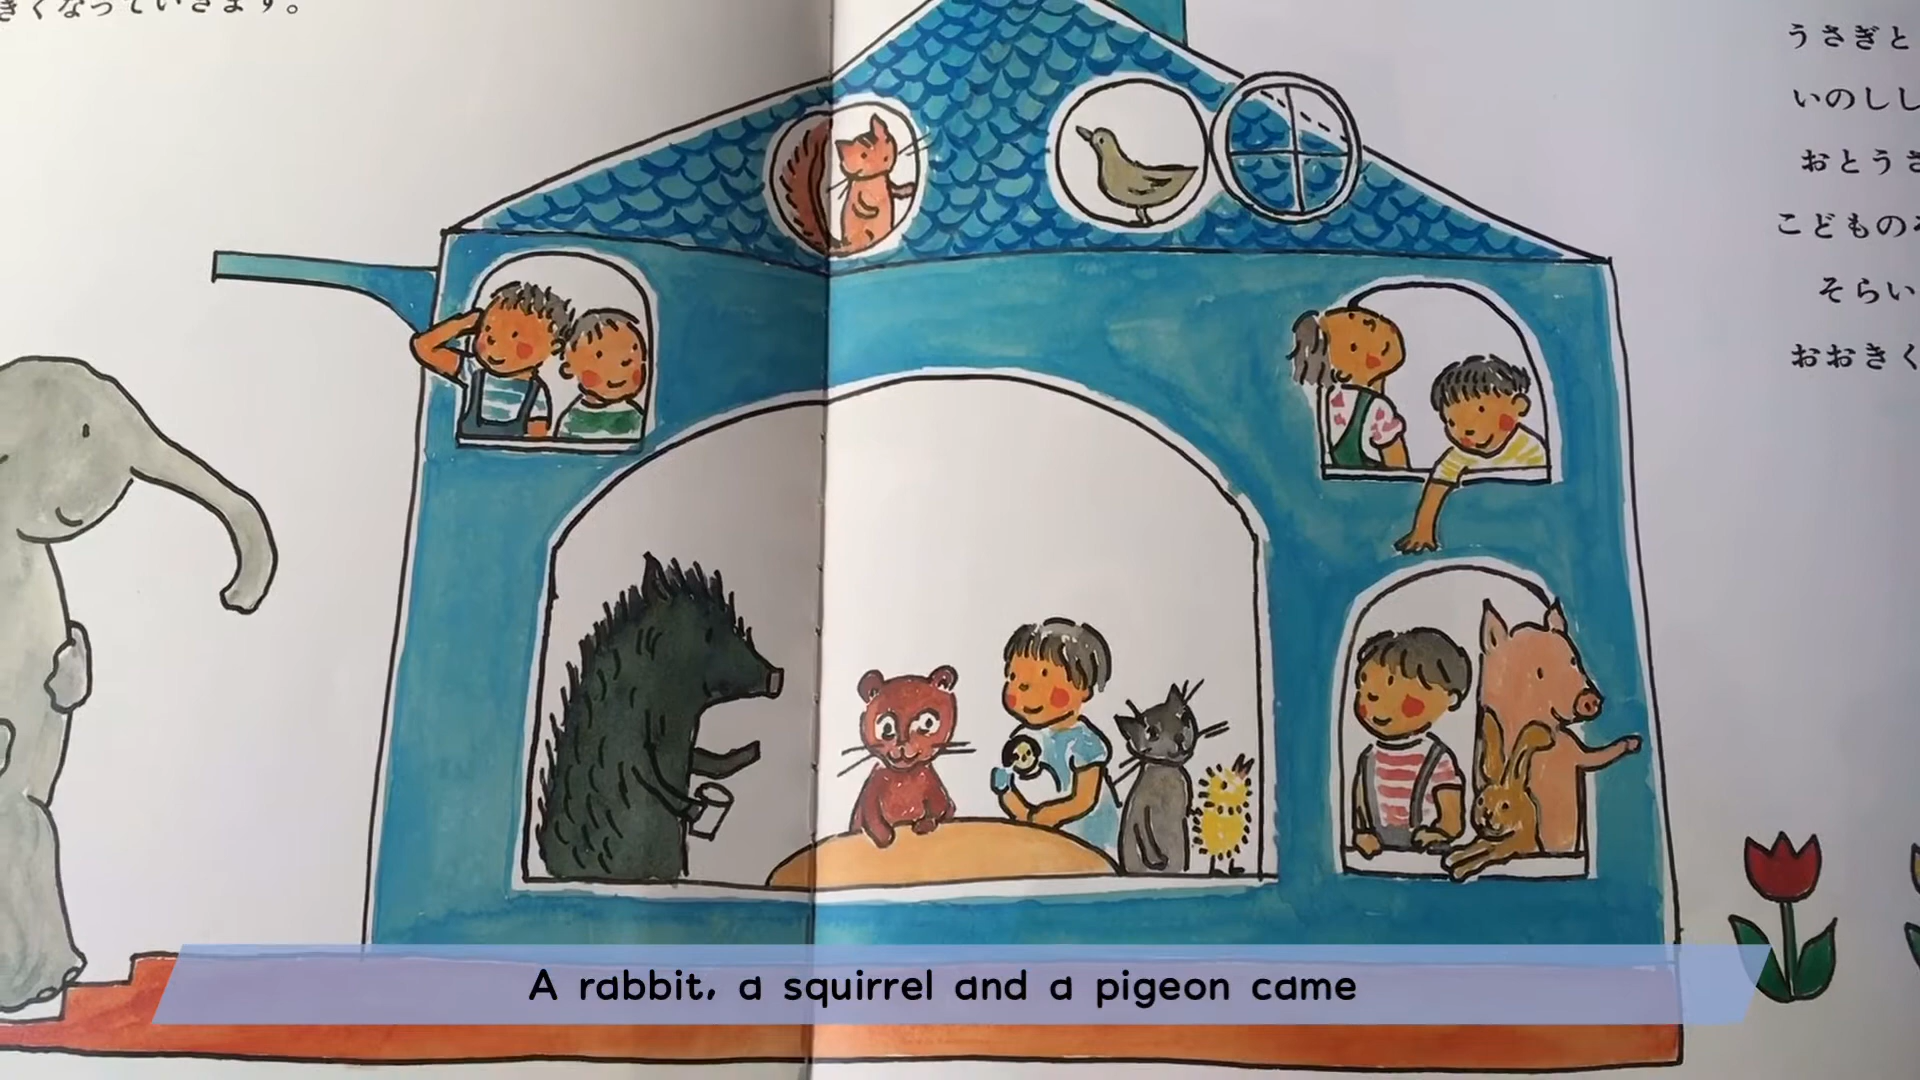 きくなっていきます。
うさぎと
いのしし
おとうさ
こどもの
そらい
おおきく
A rabbit, a squirrel and a pigeon came